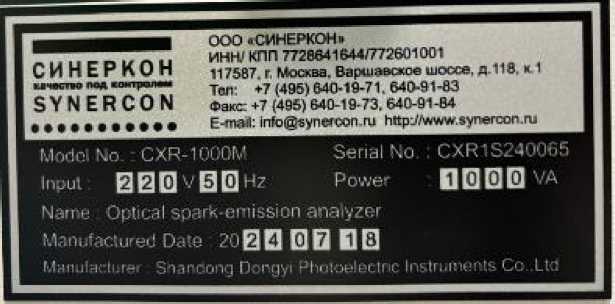 СИНЕРКОН
качество под контролем
SYNERCON
ООО «СИНЕРКОН»
ИНН/ КПП 7728641644/772601001
117587, г. Москва, Варшавское шоссе, д.118, к.1
Тел: +7 (495) 640-19-71, 640-91-83
Факс: +7 (495) 640-19-73, 640-91-84
E-mail: info@synercon.ru http://www.synercon.ru
Model No. : CXR-1000M Serial No. : CXR1S240065
Input : 220 V 50 Hz Power : 1000 VA
Name : Optical spark-emission analyzer
Manufactured Date : 20240718
Manufacturer : Shandong Dongyi Photoelectric Instruments Co.,Ltd